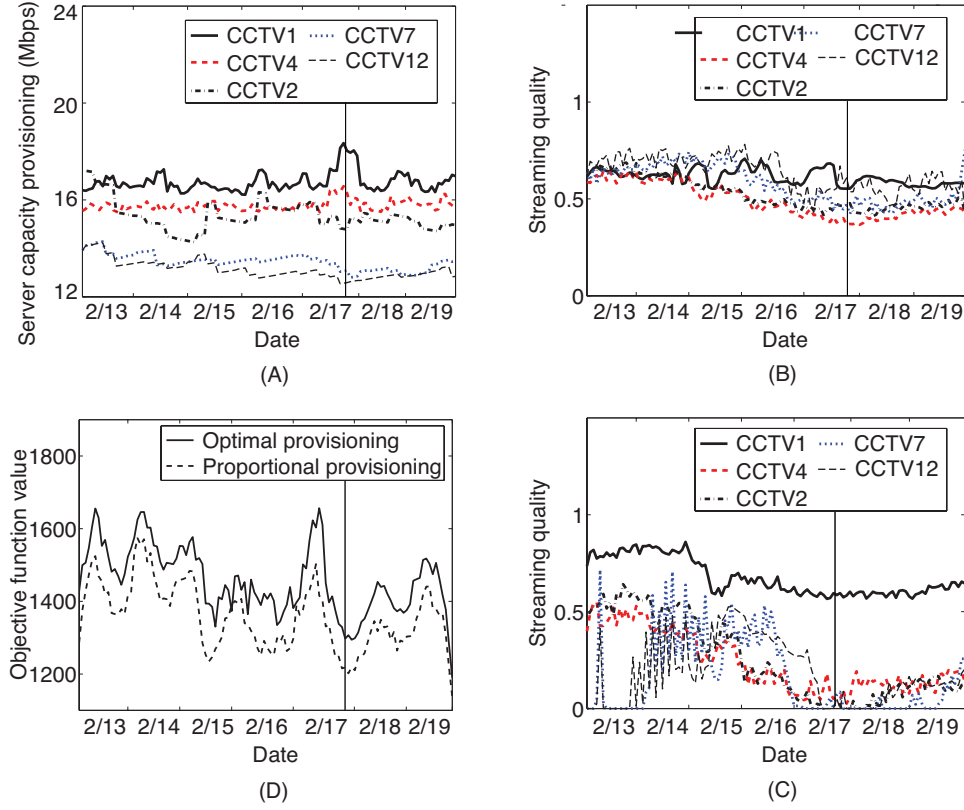 Server capacity provisioning (Mbps)
24
20
16
12
CCTV1
CCTV4
CCTV2
CCTV7
CCTV12
2/13 2/14 2/15 2/16 2/17 2/18 2/19
Date
(A)
Streaming quality
1
0.5
0
CCTV1
CCTV4
CCTV2
CCTV7
CCTV12
2/13 2/14 2/15 2/16 2/17 2/18 2/19
Date
(B)
Objective function value
1800
1600
1400
1200
Optimal provisioning
Proportional provisioning
2/13 2/14 2/15 2/16 2/17 2/18 2/19
Date
(D)
Streaming quality
1
0.5
0
CCTV1
CCTV4
CCTV2
CCTV7
CCTV12
2/13 2/14 2/15 2/16 2/17 2/18 2/19
Date
(C)